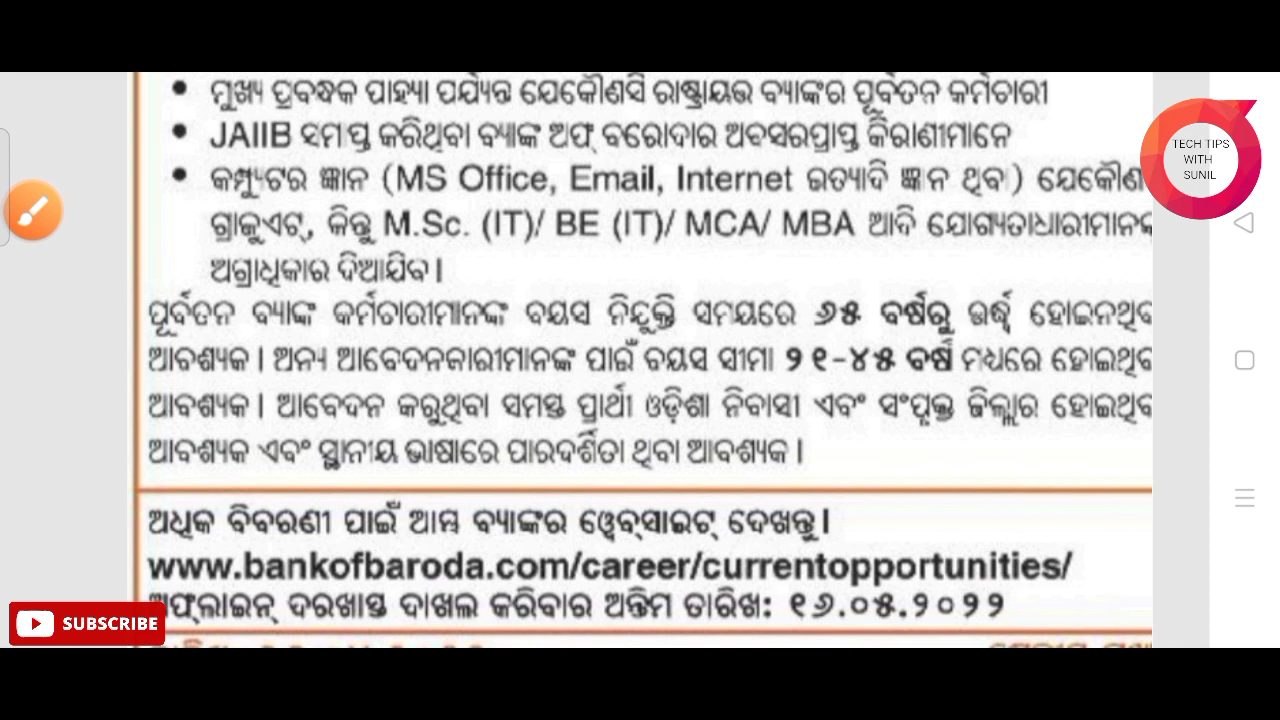 ମୁଖ୍ୟ ପ୍ରବନ୍ଧକ ପାହ୍ୟା ପର୍ଯ୍ୟନ୍ତ ଯେକୌଣସି ରାଷ୍ଟ୍ରାୟଉ ବ୍ୟାଙ୍କର ପୂର୍ବତନ କର୍ମଚାରୀ
JAIIB ସମାପ୍ତ କରିଥିବା ବ୍ୟାଙ୍କ ଅଫ୍ ବରୋଦାର ଅବସରପ୍ରାପ୍ତ କିରାଣୀମାନେ
କମ୍ପ୍ୟୁଟର ଜ୍ଞାନ (MS Office, Email, Internet ଇତ୍ୟାଦି ଜ୍ଞାନ ଥିବା) ଯେକୌଣ
ଗ୍ରାଜୁଏଟ୍, କିନ୍ତୁ M.Sc. (IT)/ BE (IT)/ MCA/ MBA ଆଦି ଯୋଗ୍ୟତାଧାରୀମାନଙ୍କ
ଅଗ୍ରାଧିକାର ଦିଆଯିବ।
ପୂର୍ବତନ ବ୍ୟାଙ୍କ କର୍ମଚାରୀମାନଙ୍କ ବୟସ ନିଯୁକ୍ତି ସମୟରେ ୬୫ ବର୍ଷରୁ ଉର୍ଦ୍ଧ୍ୱ ହୋଇନଥିବ
ଆବଶ୍ୟକ। ଅନ୍ୟ ଆବେଦନକାରୀମାନଙ୍କ ପାଇଁ ବୟସ ସୀମା ୨୧-୪୫ ବର୍ଷ ମଧ୍ୟରେ ହୋଇଥିବ
ଆବଶ୍ୟକ। ଆବେଦନ କରୁଥିବା ସମସ୍ତ ପ୍ରାର୍ଥୀ ଓଡ଼ିଶା ନିବାସୀ ଏବଂ ସଂପୃକ୍ତ ଜିଲ୍ଲାର ହୋଇଥିବ
ଆବଶ୍ୟକ ଏବଂ ସ୍ଥାନୀୟ ଭାଷାରେ ପାରଦର୍ଶିତା ଥିବା ଆବଶ୍ୟକ।
ଅଧିକ ବିବରଣୀ ପାଇଁ ଆମ ବ୍ୟାଙ୍କର ୱେବ୍‌ସାଇଟ୍ ଦେଖନ୍ତୁ।
www.bankofbaroda.com/career/currentopportunities/
ଅଫ୍‌ଲାଇନ୍ ଦରଖାସ୍ତ ଦାଖଲ କରିବାର ଅନ୍ତିମ ତାରିଖ: ୧୬.୦୫.୨୦୨୨
TECH TIPS
WITH
SUNIL
SUBSCRIBE